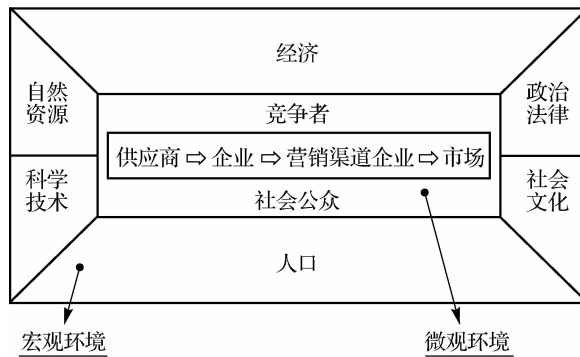 经济
自然
资源
政治
法律
竞争者
供应商⇨企业⇨营销渠道企业⇨市场
科学
技术
社会
文化
社会公众
人口
宏观环境
微观环境